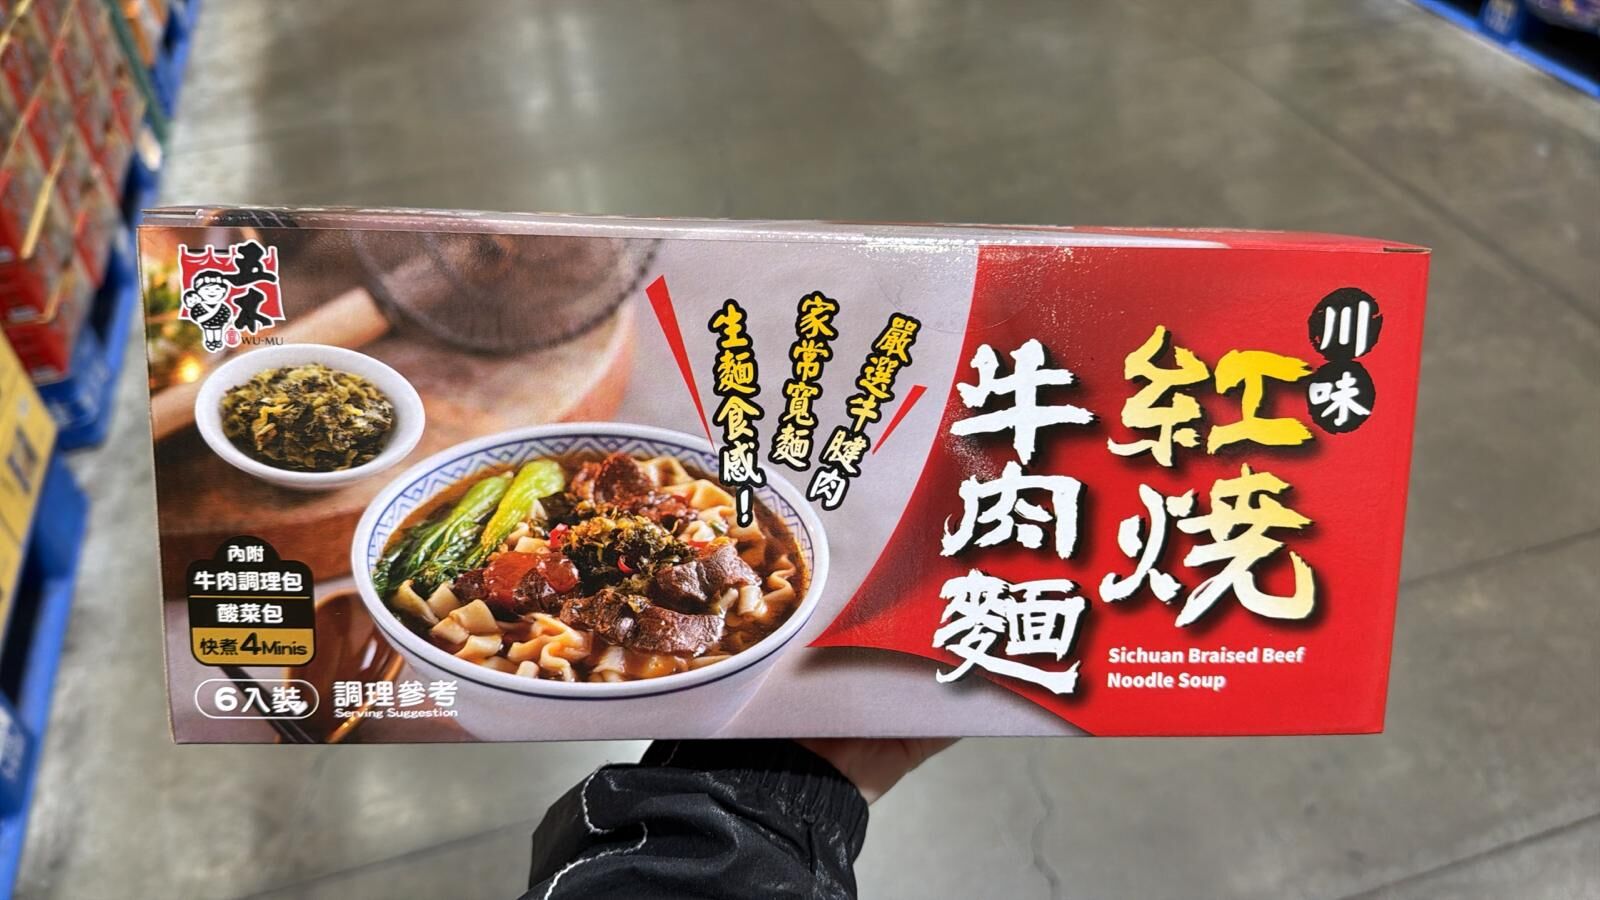 五木
WU-MU
生麵食感！
家常寬麵
嚴選牛腱肉
川味
紅燒
牛肉麵
Sichuan Braised Beef
Noodle Soup
內附
牛肉調理包
酸菜包
快煮4Minis
6入裝
調理參考
Serving Suggestion